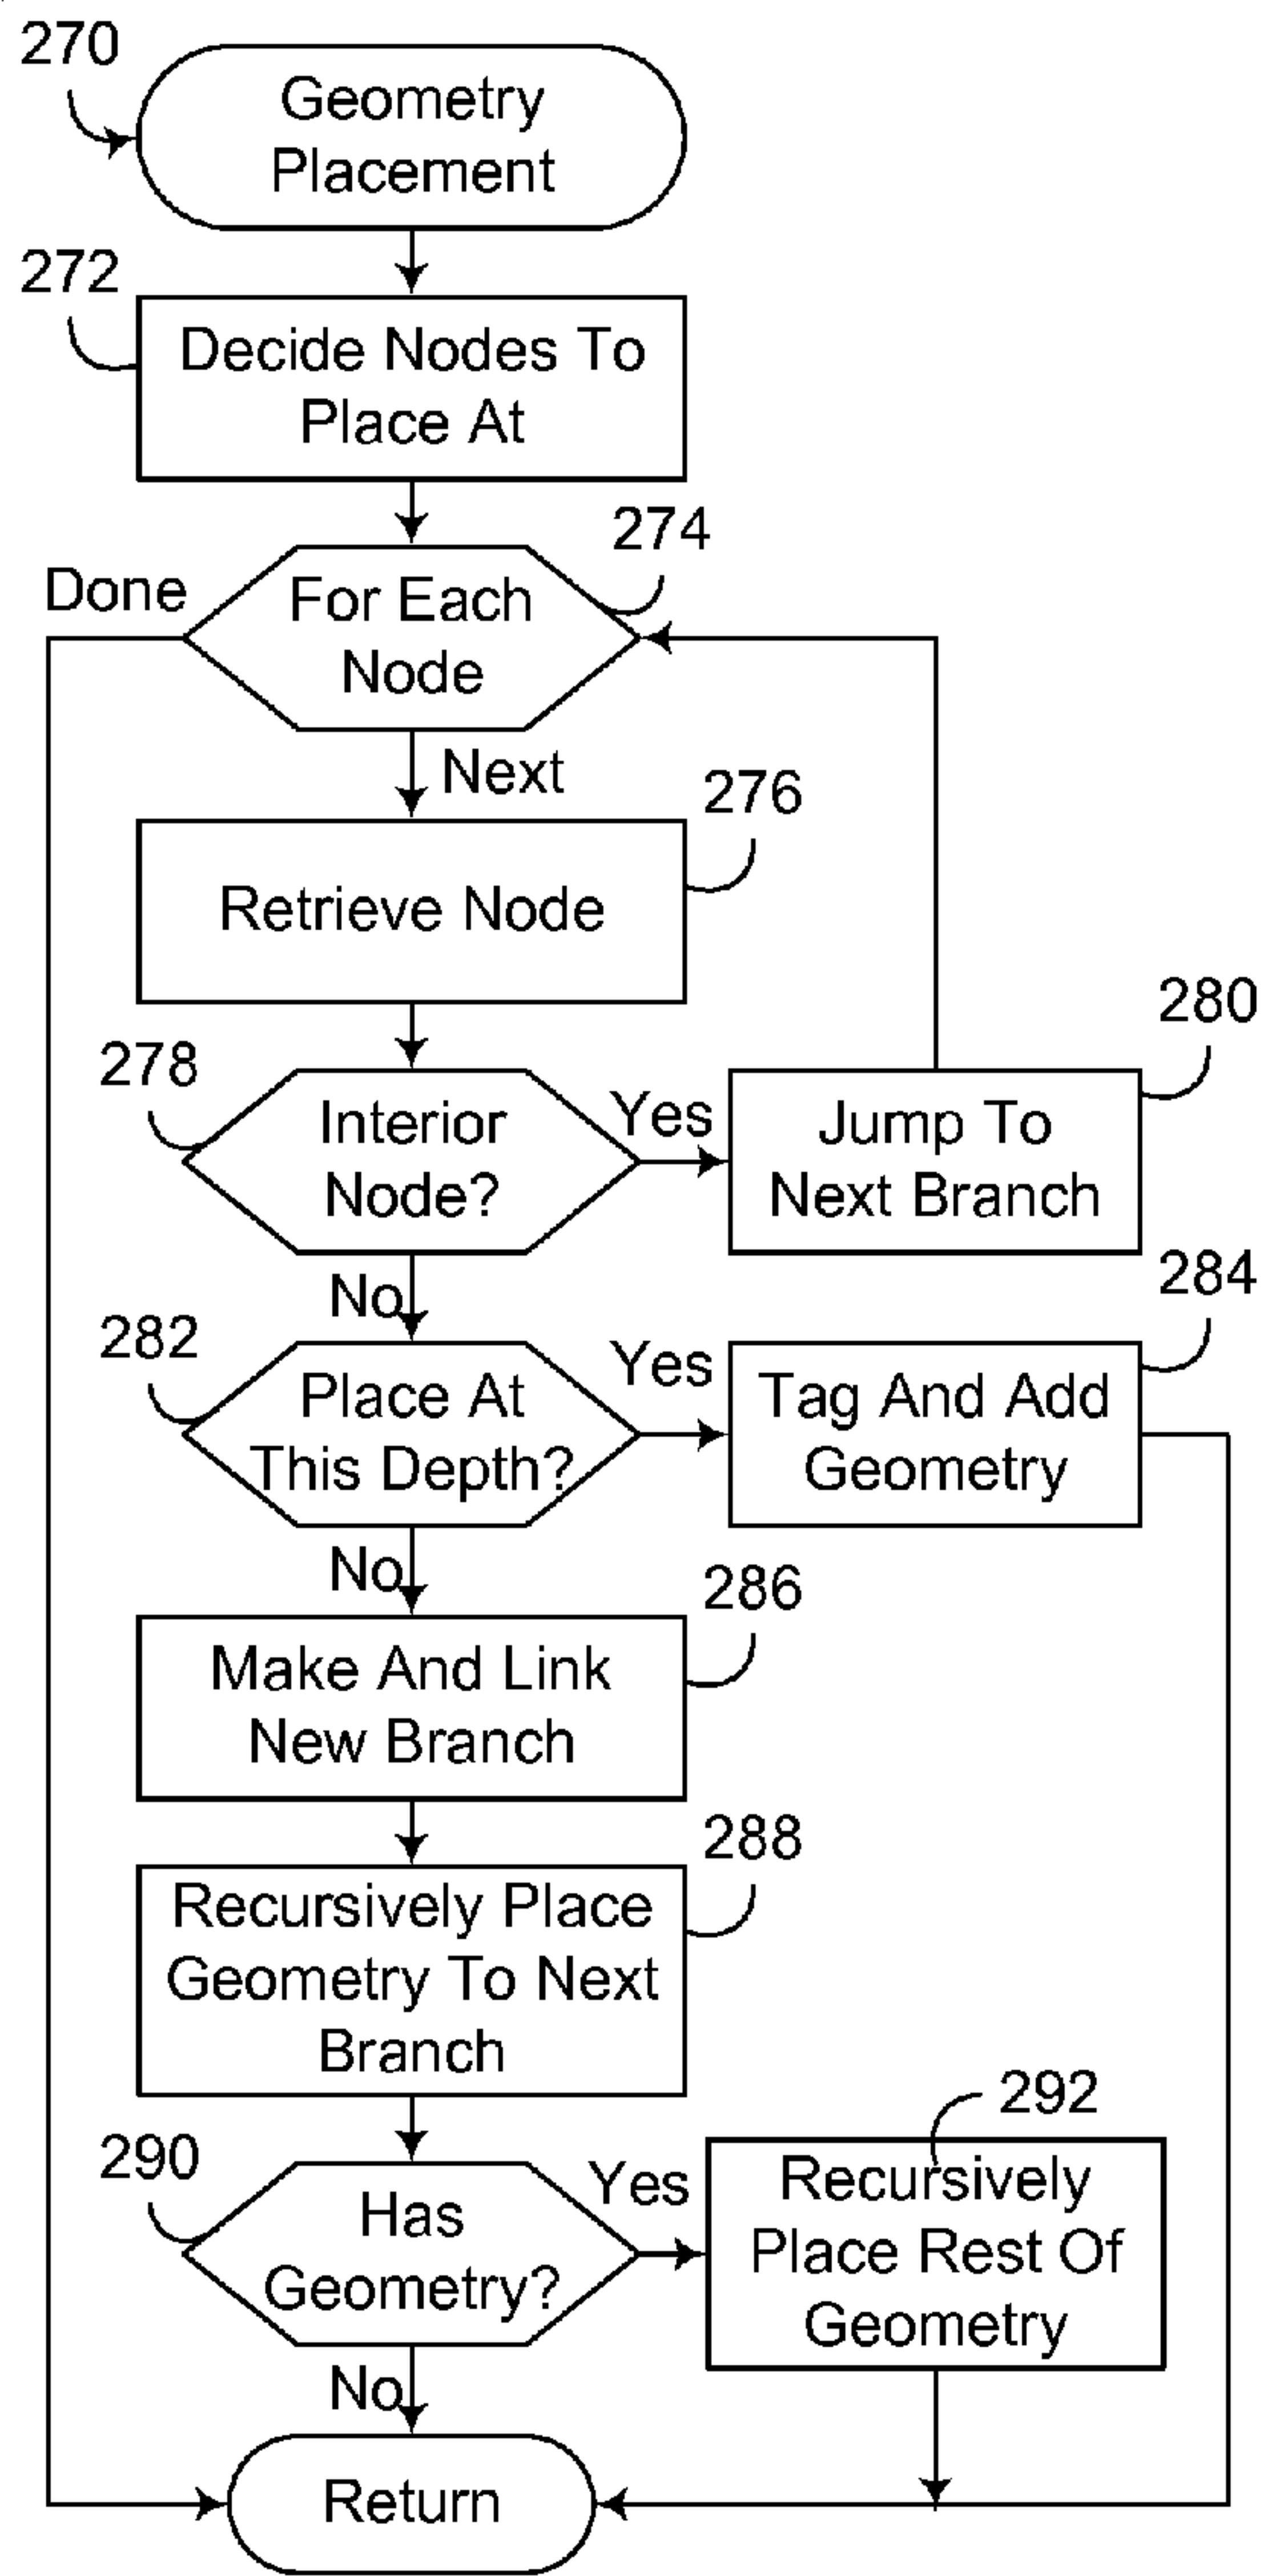 270
Geometry
Placement
272
Decide Nodes To
Place At
274
Done
For Each
Node
Next
276
Retrieve Node
278
Interior
Node?
Yes
280
Jump To
Next Branch
No
282
Place At
This Depth?
Yes
284
Tag And Add
Geometry
No
286
Make And Link
New Branch
288
Recursively Place
Geometry To Next
Branch
290
Has
Geometry?
Yes
292
Recursively
Place Rest Of
Geometry
No
Return